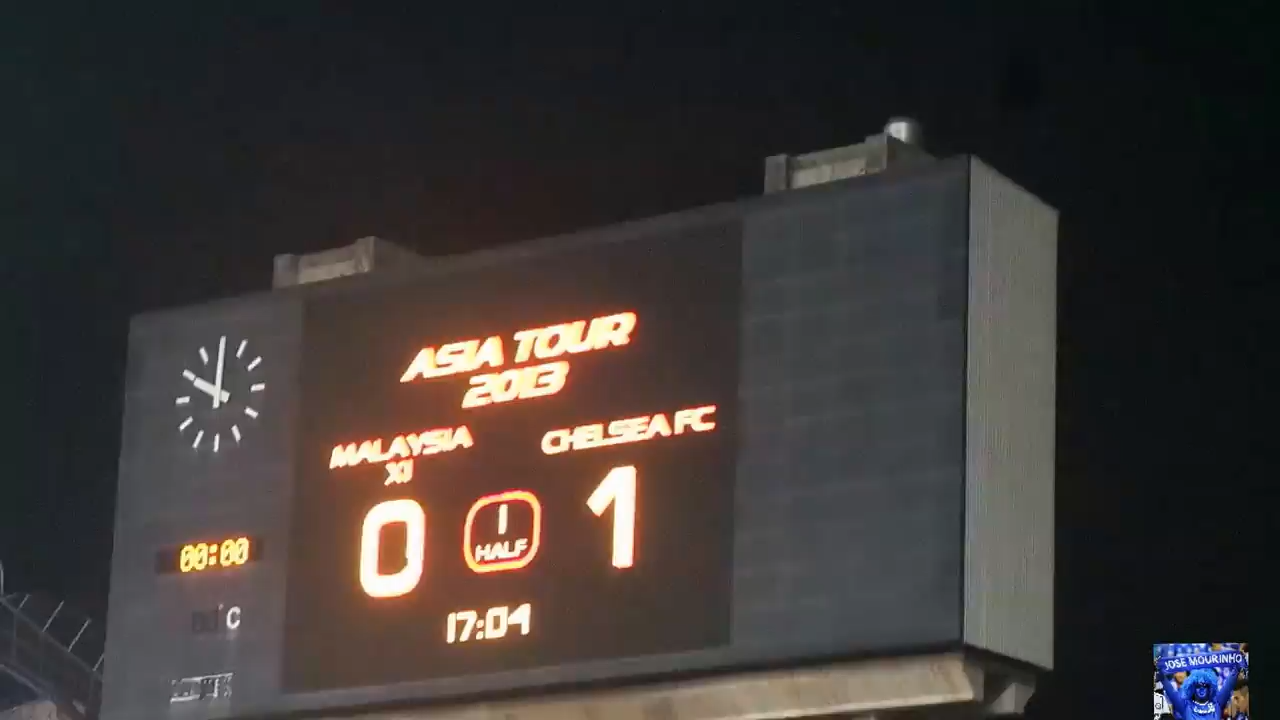 ASIA TOUR
2013
MALAYSIA
XI
CHELSEA FC
0
1
HALF
1
17:04
00:00
°C
JOSE MOURINHO